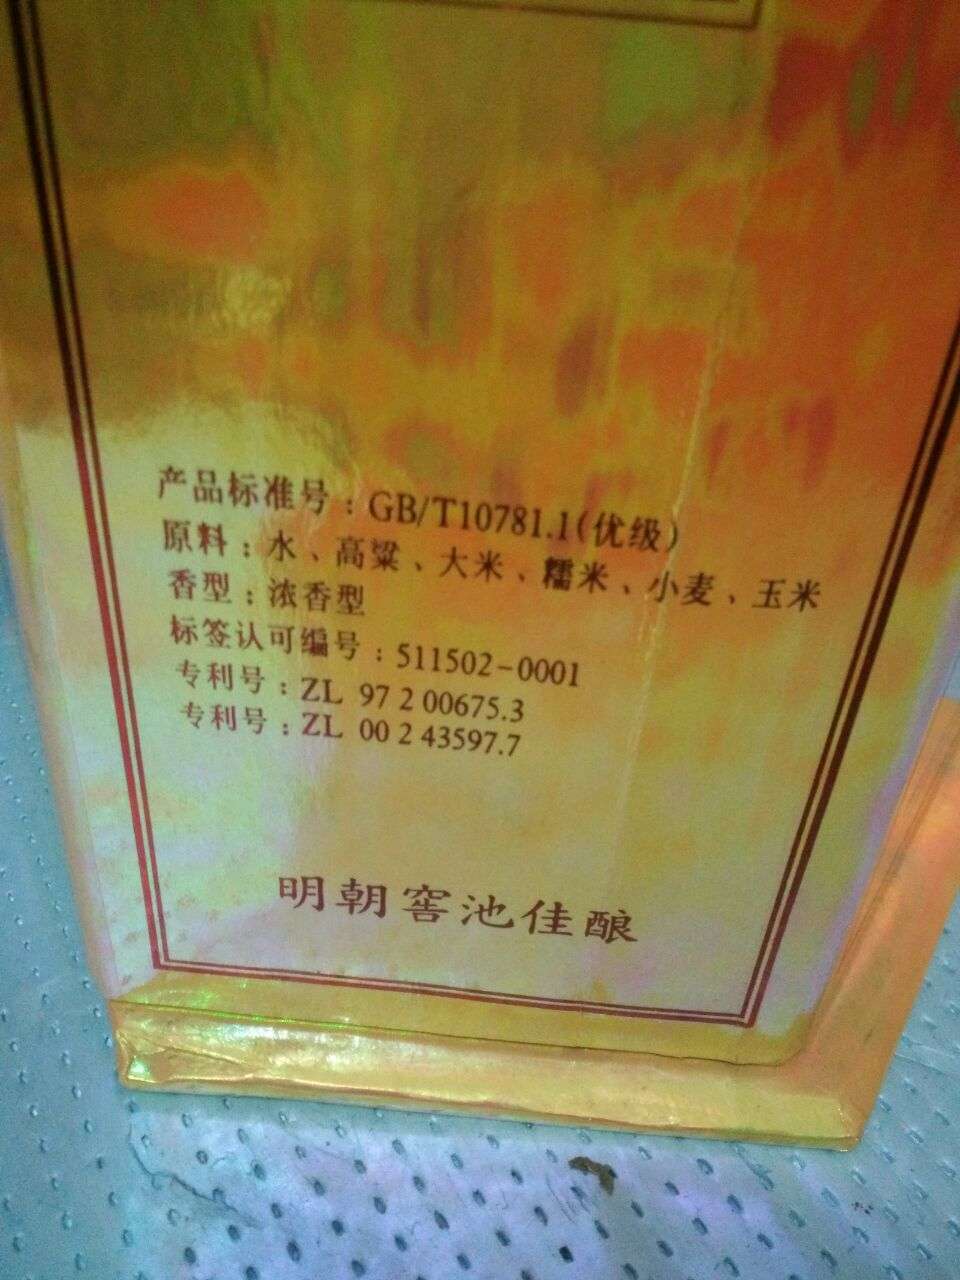 产品标准号：GB/T10781.1(优级)
原料：水、高粱、大米、糯米、小麦、玉米
香型：浓香型
标签认可编号：511502-0001
专利号：ZL 97 2 00675.3
专利号：ZL 00 2 43597.7
明朝窖池佳酿